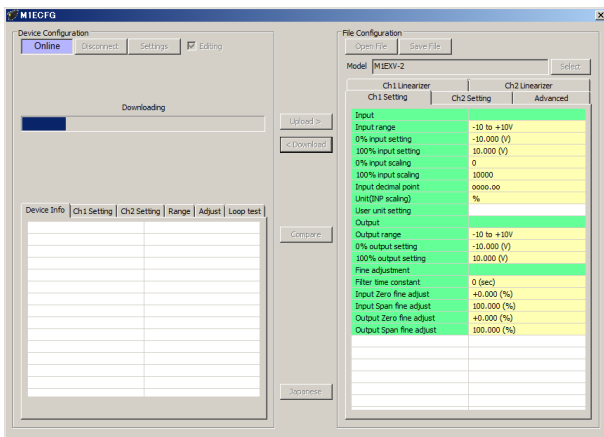 M1ECFG
Device Configuration
Online Disconnect Settings Editing
Downloading
Device Info Ch1 Setting Ch2 Setting Range Adjust Loop test
Upload >
< Download
Compare
Japanese
File Configuration
Open File Save File
Model M1EXV-2 Select
Ch1 Linearizer Ch2 Linearizer
Ch1 Setting Ch2 Setting Advanced
Input
Input range -10 to +10V
0% input setting -10.000 (V)
100% input setting 10.000 (V)
0% input scaling 0
100% input scaling 10000
Input decimal point oooo.oo
Unit(INP scaling) %
User unit setting
Output
Output range -10 to +10V
0% output setting -10.000 (V)
100% output setting 10.000 (V)
Fine adjustment
Filter time constant 0 (sec)
Input Zero fine adjust +0.000 (%)
Input Span fine adjust 100.000 (%)
Output Zero fine adjust +0.000 (%)
Output Span fine adjust 100.000 (%)